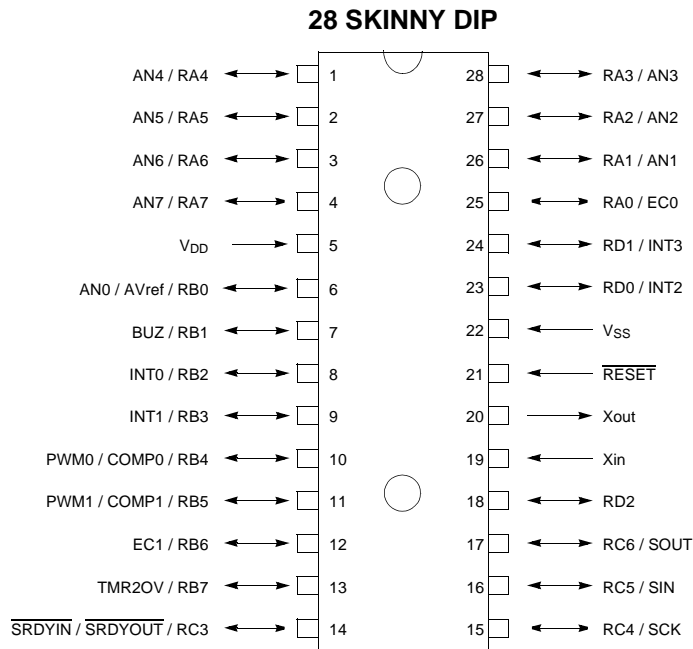 28 SKINNY DIP
AN4 / RA4 1 28 RA3 / AN3
AN5 / RA5 2 27 RA2 / AN2
AN6 / RA6 3 26 RA1 / AN1
AN7 / RA7 4 25 RA0 / EC0
VDD 5 24 RD1 / INT3
AN0 / AVref / RB0 6 23 RD0 / INT2
BUZ / RB1 7 22 VSS
INT0 / RB2 8 21 RESET
INT1 / RB3 9 20 Xout
PWM0 / COMP0 / RB4 10 19 Xin
PWM1 / COMP1 / RB5 11 18 RD2
EC1 / RB6 12 17 RC6 / SOUT
TMR2OV / RB7 13 16 RC5 / SIN
SRDYIN / SRDYOUT / RC3 14 15 RC4 / SCK